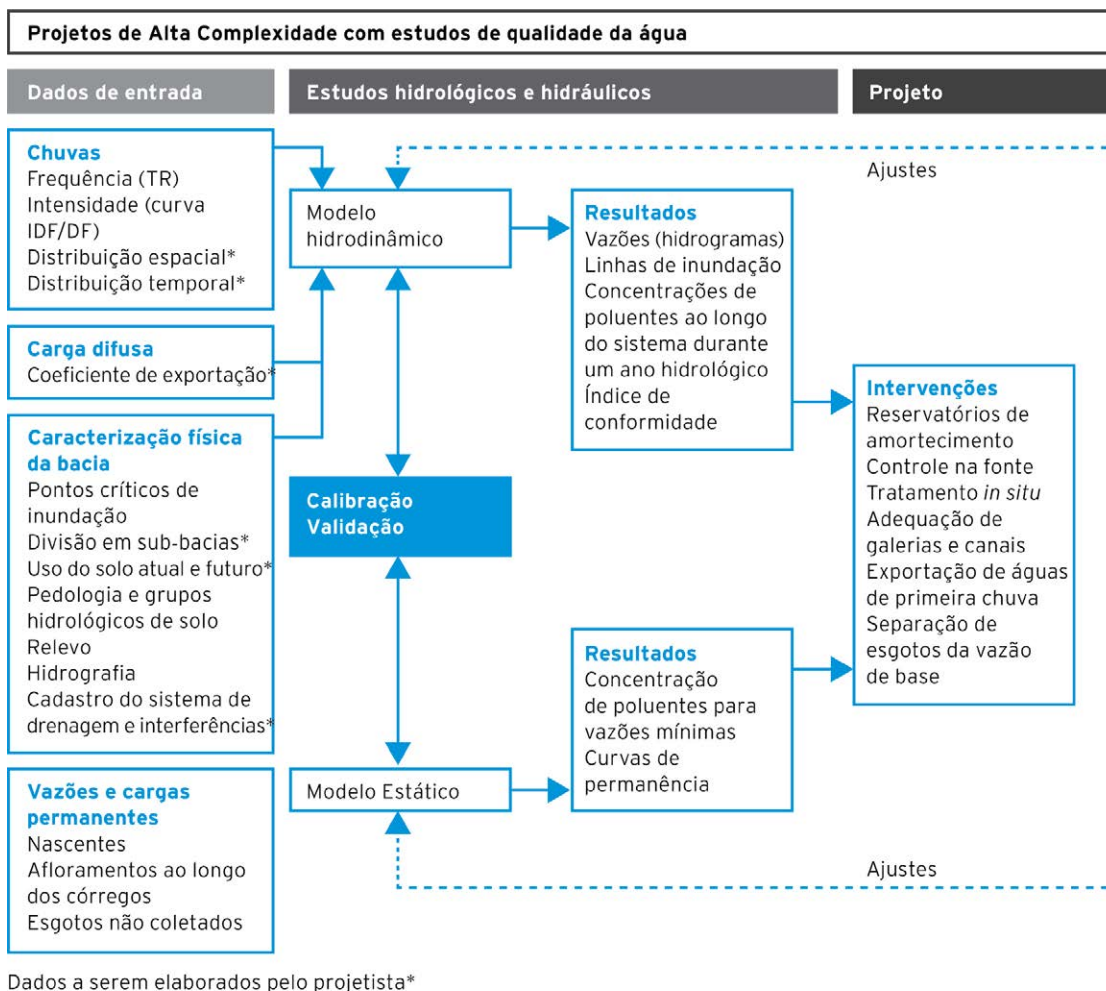 Projetos de Alta Complexidade com estudos de qualidade da água
Dados de entrada
Estudos hidrológicos e hidráulicos
Projeto
Chuvas
Frequência (TR)
Intensidade (curva
IDF/DF)
Distribuição espacial*
Distribuição temporal*
Carga difusa
Coeficiente de exportação*
Caracterização física
da bacia
Pontos críticos de
inundação
Divisão em sub-bacias*
Uso do solo atual e futuro*
Pedologia e grupos
hidrológicos de solo
Relevo
Hidrografia
Cadastro do sistema de
drenagem e interferências*
Vazões e cargas
permanentes
Nascentes
Afloramentos ao longo
dos córregos
Esgotos não coletados
Modelo
hidrodinâmico
Calibração
Validação
Modelo Estático
Resultados
Vazões (hidrogramas)
Linhas de inundação
Concentrações de
poluentes ao longo
do sistema durante
um ano hidrológico
Índice de
conformidade
Resultados
Concentração
de poluentes para
vazões mínimas
Curvas de
permanência
Ajustes
Intervenções
Reservatórios de
amortecimento
Controle na fonte
Tratamento in situ
Adequação de
galerias e canais
Exportação de águas
de primeira chuva
Separação de
esgotos da vazão
de base
Ajustes
Dados a serem elaborados pelo projetista*